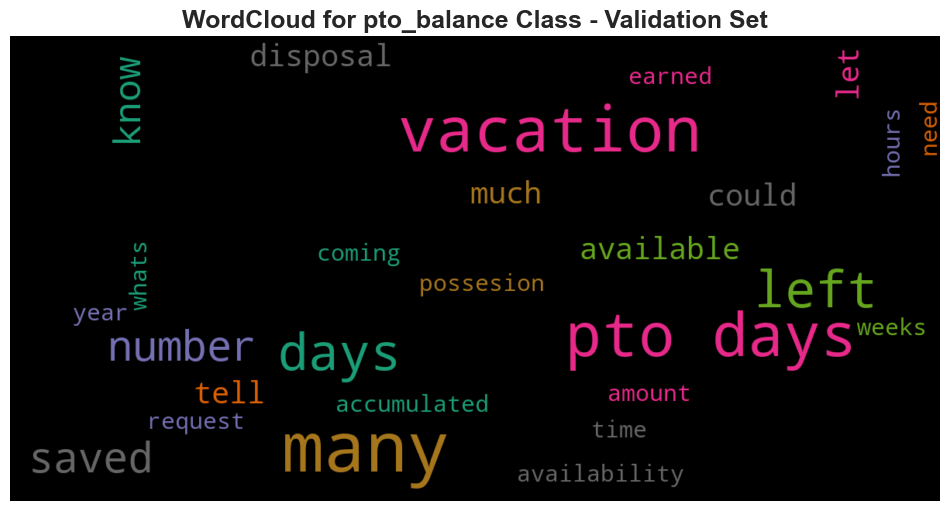 WordCloud for pto_balance Class - Validation Set
disposal
know
earned
let
vacation
hours
need
much
could
whats
coming
available
possesion
left
year
pto days
weeks
number
days
tell
accumulated
amount
request
many
time
saved
availability